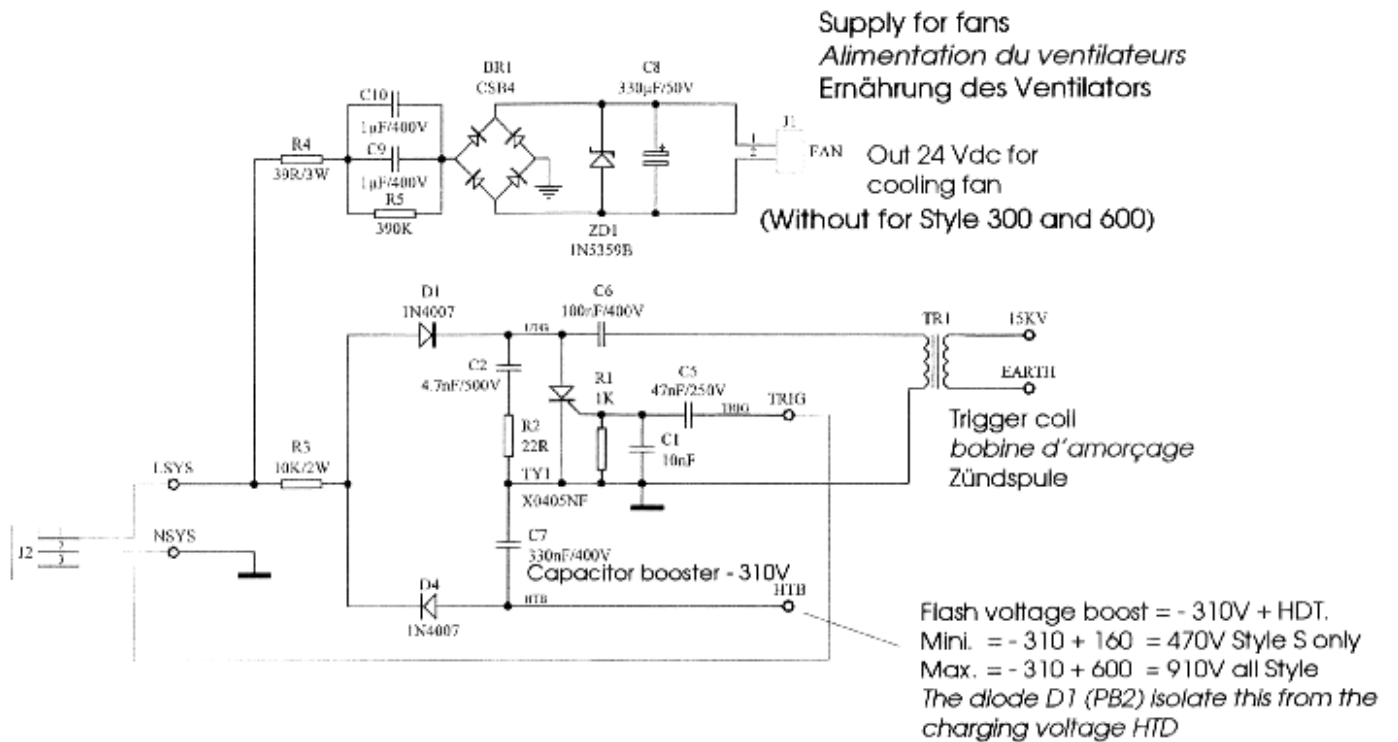 Supply for fans
Alimentation du ventilateurs
Ernährung des Ventilators
BR1
CSB4
C8
330µF/50V
C10
1µF/400V
J1
R4
39R/3W
C9
1µF/400V
1
2
FAN
Out 24 Vdc for
cooling fan
R5
390K
(Without for Style 300 and 600)
ZD1
1N5359B
D1
1N4007
C6
100nF/400V
TR1
15KV
C2
4.7nF/500V
R1
1K
C5
47nF/250V
TRIG
TRIG
EARTH
R2
22R
C1
10nF
Trigger coil
bobine d'amorçage
Zündspule
R3
10K/2W
LSYS
TY1
X0405NF
NSYS
J2
1
2
3
C7
330nF/400V
Capacitor booster - 310V
D4
1N4007
HTB
HTB
Flash voltage boost = - 310V + HDT.
Mini. = - 310 + 160 = 470V Style S only
Max. = - 310 + 600 = 910V all Style
The diode D1 (PB2) isolate this from the
charging voltage HTD